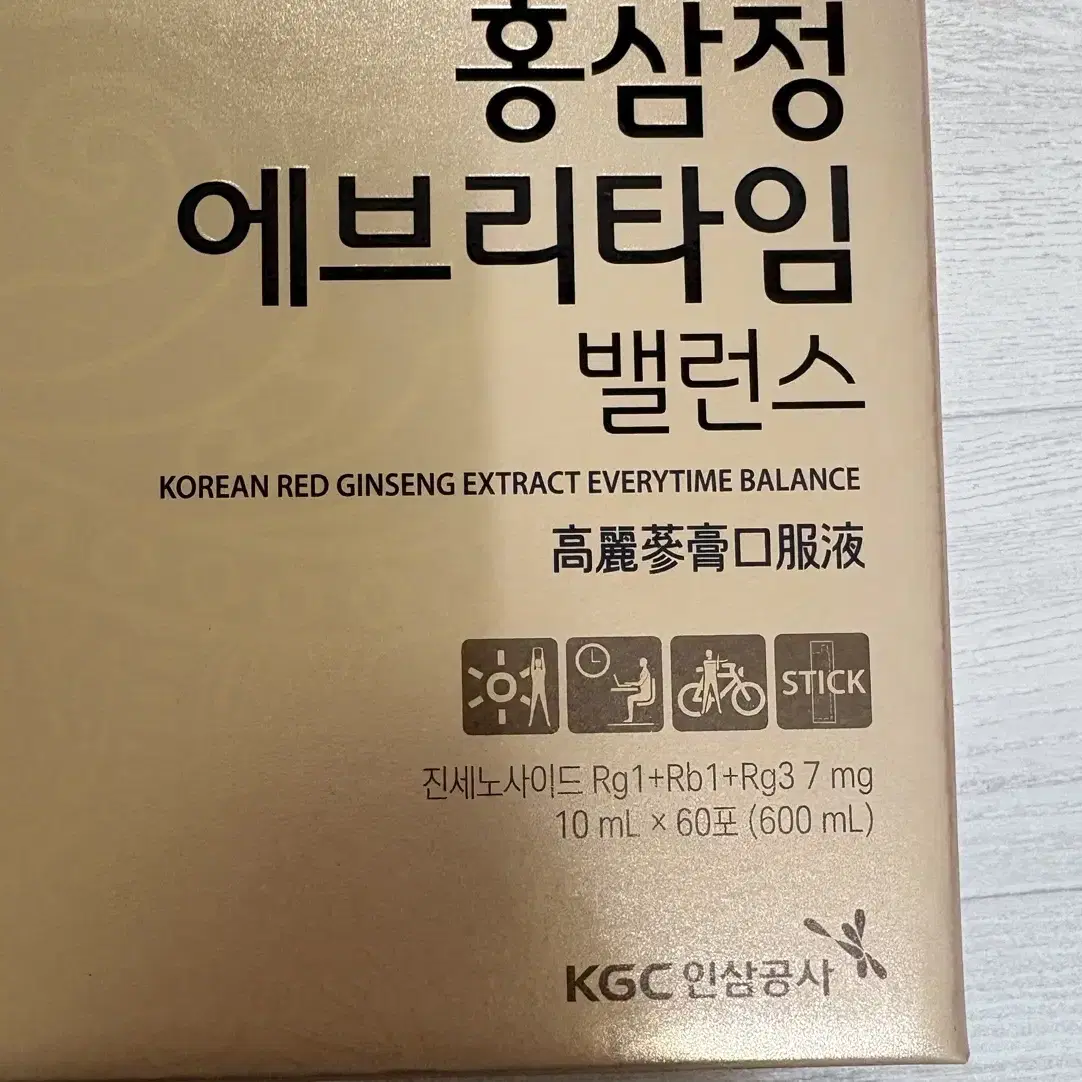 홍삼정
에브리타임
밸런스
KOREAN RED GINSENG EXTRACT EVERYTIME BALANCE
高麗蔘膏口服液
STICK
진세노사이드 Rg1+Rb1+Rg3 7 mg
10 mL × 60포 (600 mL)
KGC 인삼공사